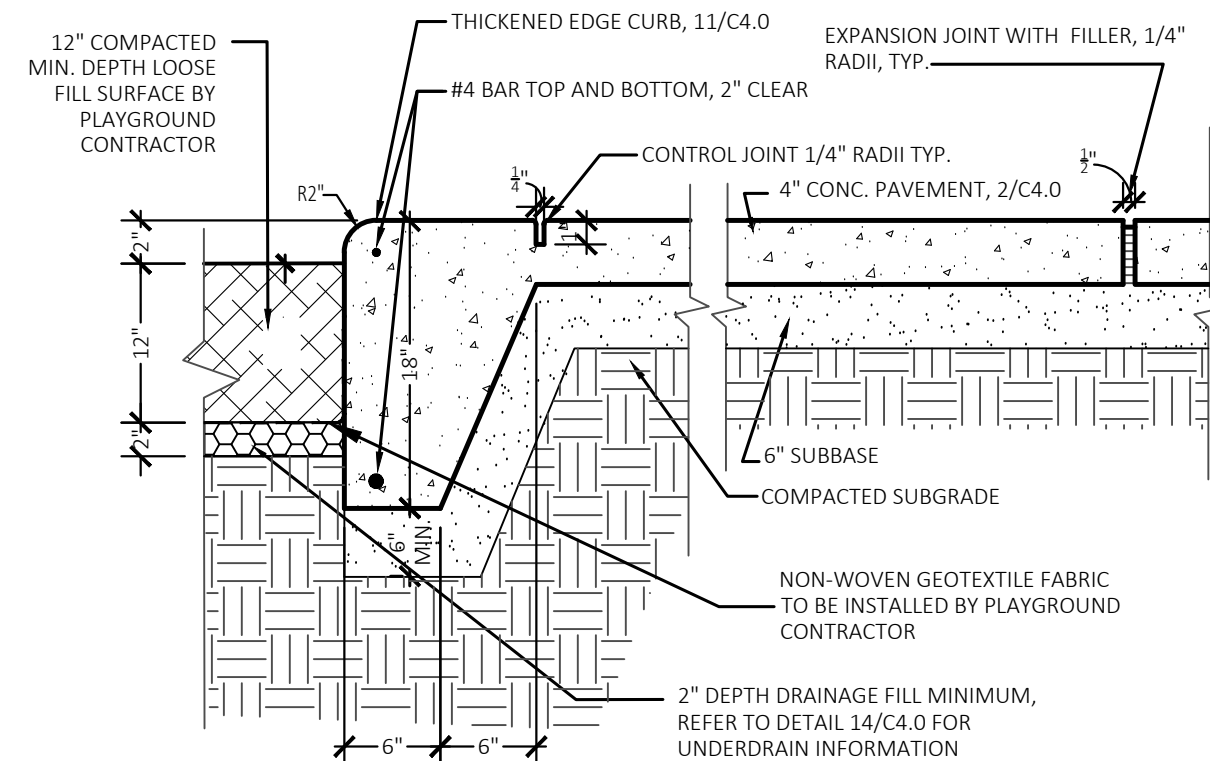 THICKENED EDGE CURB, 11/C4.0
12" COMPACTED
MIN. DEPTH LOOSE
FILL SURFACE BY
PLAYGROUND
CONTRACTOR
EXPANSION JOINT WITH FILLER, 1/4"
RADII, TYP.
#4 BAR TOP AND BOTTOM, 2" CLEAR
CONTROL JOINT 1/4" RADII TYP.
4" CONC. PAVEMENT, 2/C4.0
R2"
1/4"
1/2"
2"
1"
12"
18"
2"
6"
MIN
6" SUBBASE
COMPACTED SUBGRADE
NON-WOVEN GEOTEXTILE FABRIC
TO BE INSTALLED BY PLAYGROUND
CONTRACTOR
2" DEPTH DRAINAGE FILL MINIMUM,
REFER TO DETAIL 14/C4.0 FOR
UNDERDRAIN INFORMATION
6" 6"